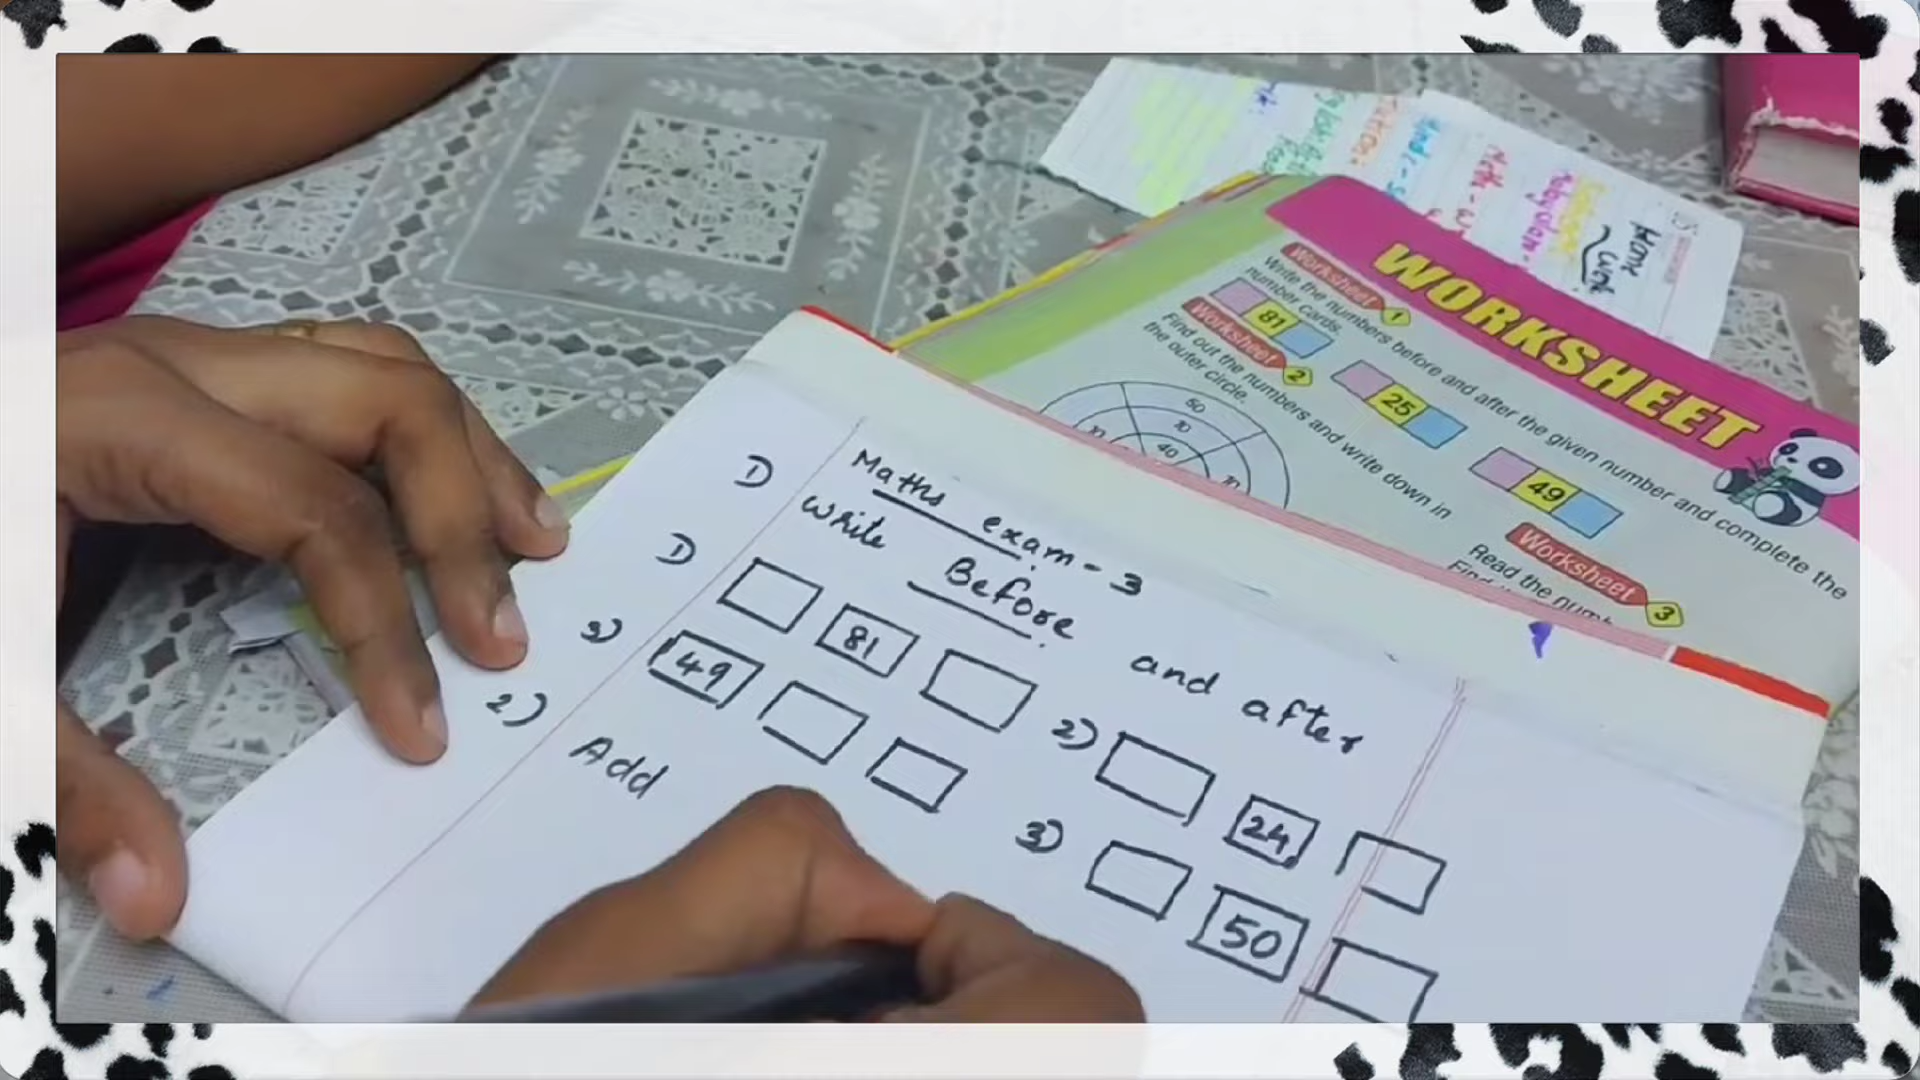 Home
Work
WORKSHEET
Worksheet 1
Write the numbers before and after the given number and complete the
number cards.
81
25
49
Worksheet 2
Find out the numbers and write down in
the outer circle.
50
10
40
10
Worksheet 3
Read the
Maths exam - 3
1) Write Before and after
1) 81
2) 24
3) 49
3) 50
2) Add